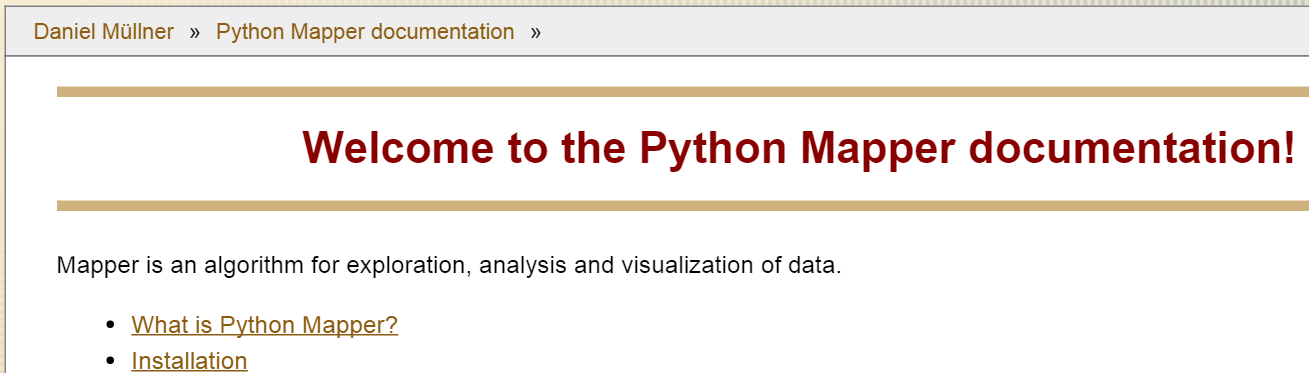 Daniel Müllner » Python Mapper documentation »
Welcome to the Python Mapper documentation!
Mapper is an algorithm for exploration, analysis and visualization of data.
• What is Python Mapper?
• Installation